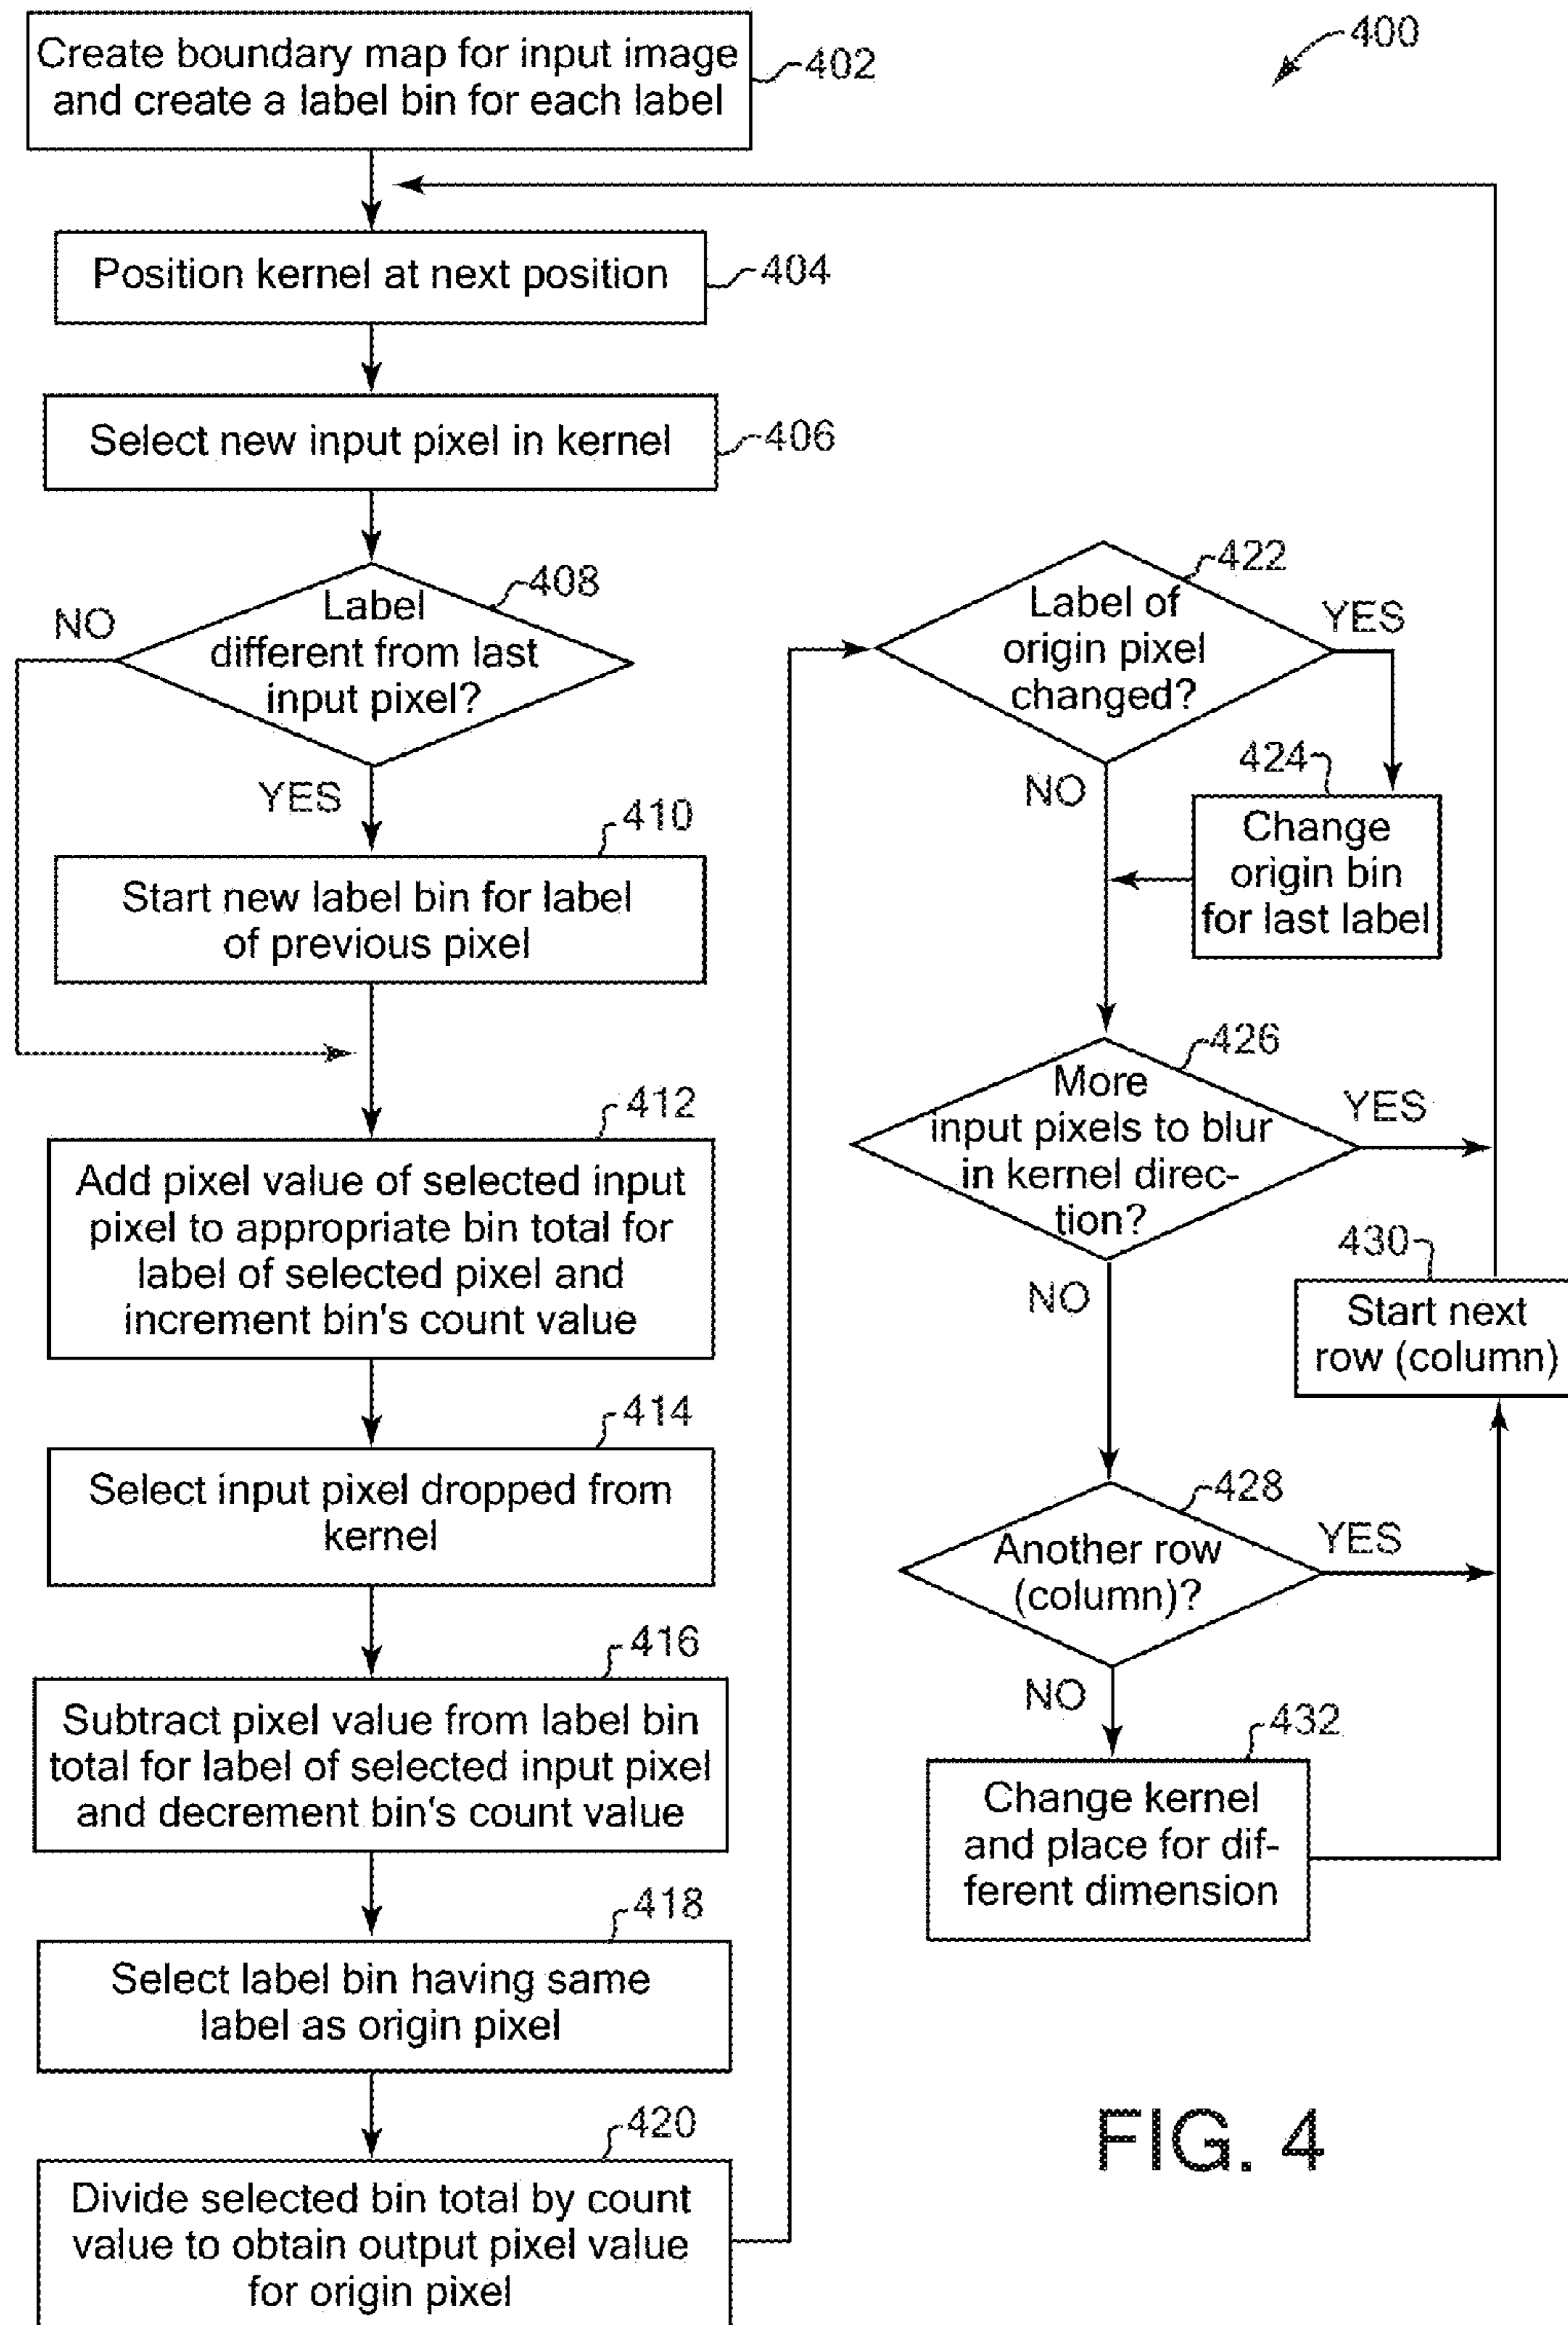 400
Create boundary map for input image
and create a label bin for each label
402
Position kernel at next position
404
Select new input pixel in kernel
406
Label
different from last
input pixel?
408
NO
YES
Start new label bin for label
of previous pixel
410
Add pixel value of selected input
pixel to appropriate bin total for
label of selected pixel and
increment bin's count value
412
Select input pixel dropped from
kernel
414
Subtract pixel value from label bin
total for label of selected input pixel
and decrement bin's count value
416
Select label bin having same
label as origin pixel
418
Divide selected bin total by count
value to obtain output pixel value
for origin pixel
420
Label of
origin pixel
changed?
422
YES
NO
Change
origin bin
for last label
424
More
input pixels to blur
in kernel direc-
tion?
426
YES
NO
Another row
(column)?
428
YES
NO
Start next
row (column)
430
Change kernel
and place for dif-
ferent dimension
432
FIG. 4